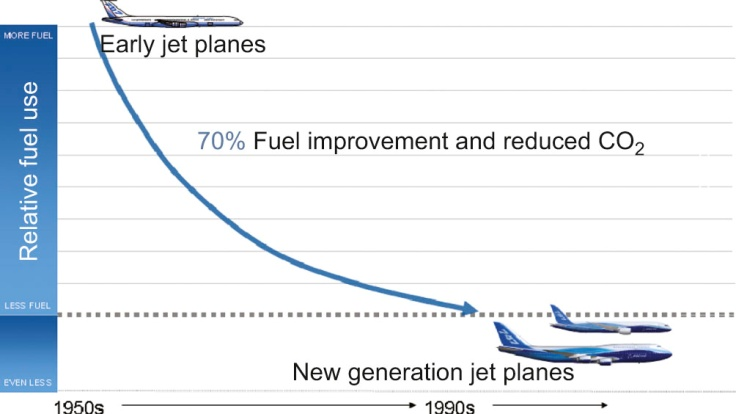 MORE FUEL
Early jet planes
Relative fuel use
70% Fuel improvement and reduced CO₂
LESS FUEL
New generation jet planes
EVEN LESS
1950s
1990s